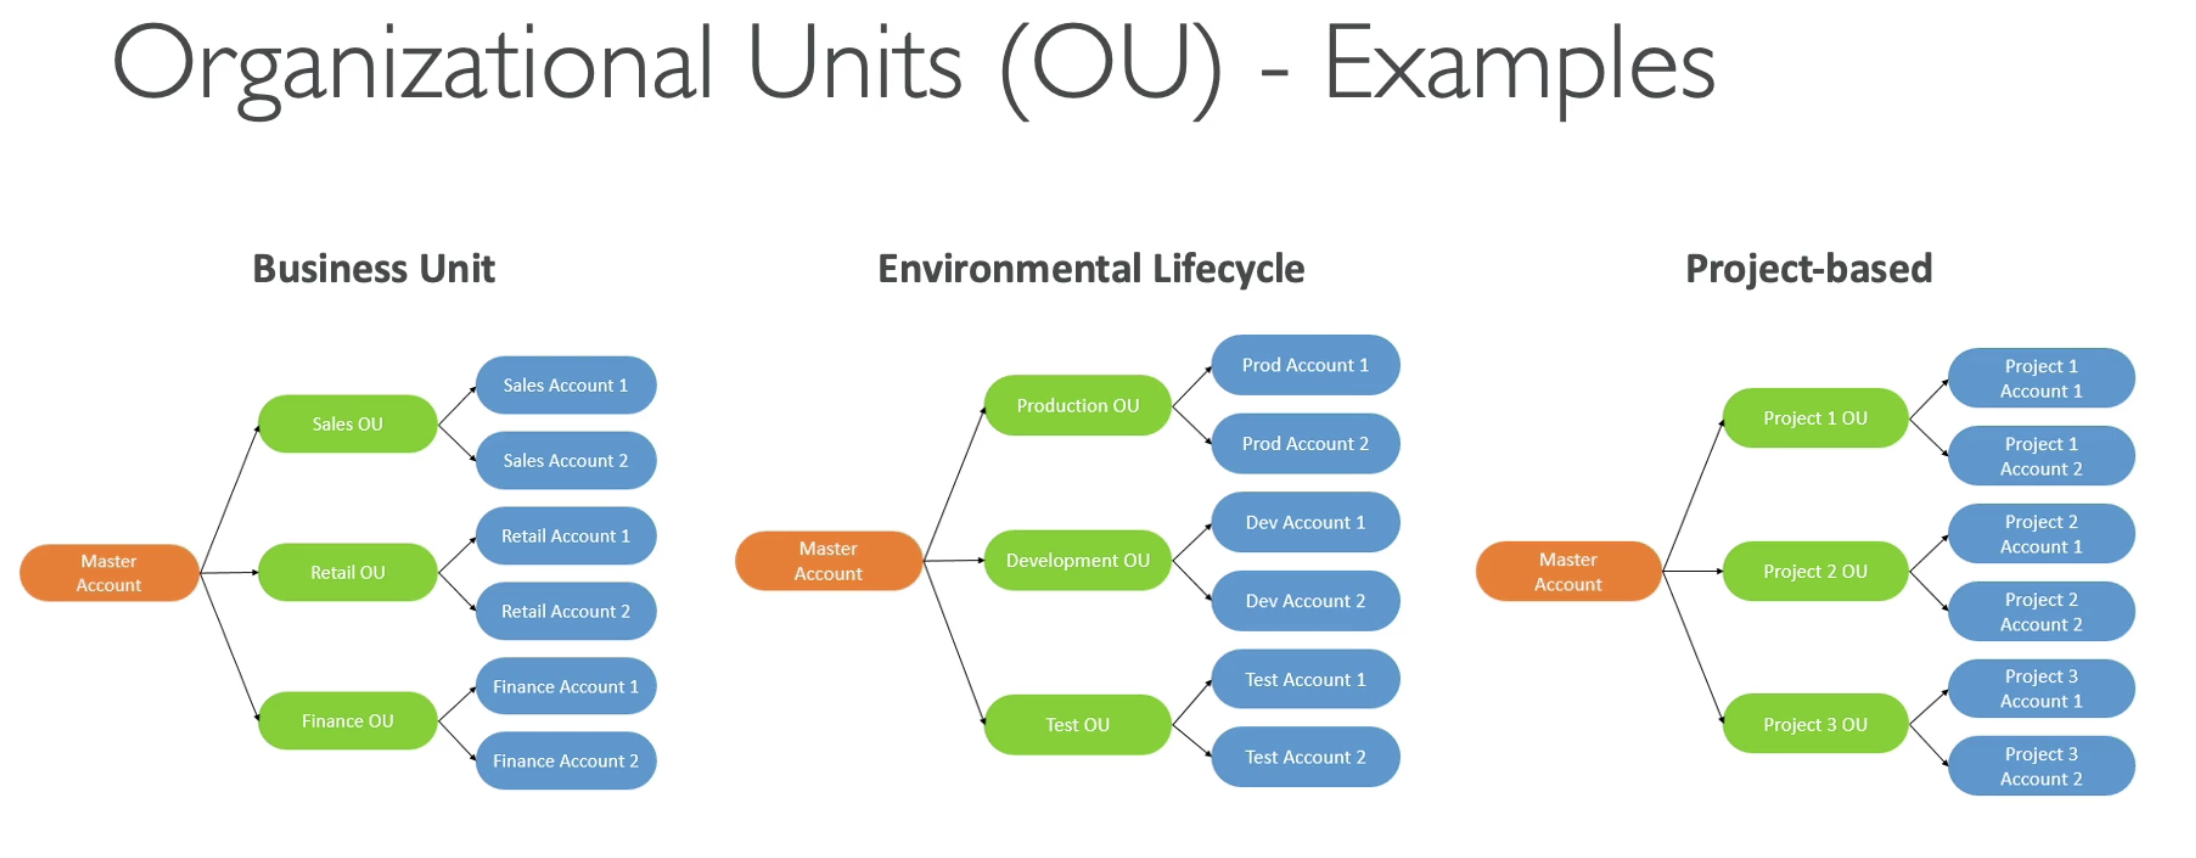 Organizational Units (OU) - Examples
Business Unit
Master
Account
Sales OU
Retail OU
Finance OU
Sales Account 1
Sales Account 2
Retail Account 1
Retail Account 2
Finance Account 1
Finance Account 2
Environmental Lifecycle
Master
Account
Production OU
Development OU
Test OU
Prod Account 1
Prod Account 2
Dev Account 1
Dev Account 2
Test Account 1
Test Account 2
Project-based
Master
Account
Project 1 OU
Project 2 OU
Project 3 OU
Project 1
Account 1
Project 1
Account 2
Project 2
Account 1
Project 2
Account 2
Project 3
Account 1
Project 3
Account 2